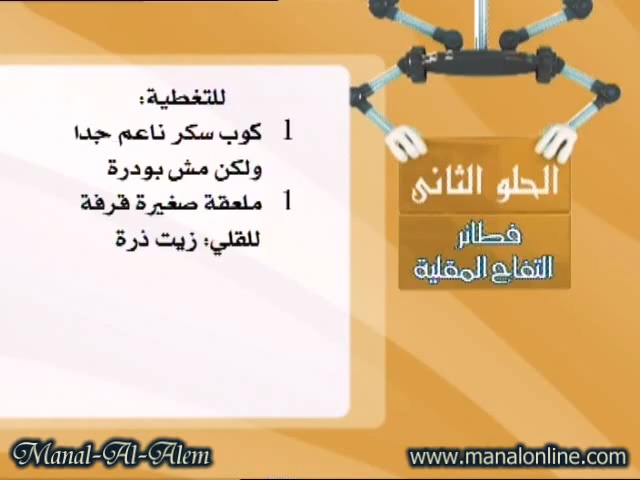 الحلو الثاني
فطائر
التفاح المقلية
للتغطية:
1 كوب سكر ناعم جدا
ولكن مش بودرة
1 ملعقة صغيرة قرفة
للقلي: زيت ذرة
Manal-Al-Alem
www.manalonline.com